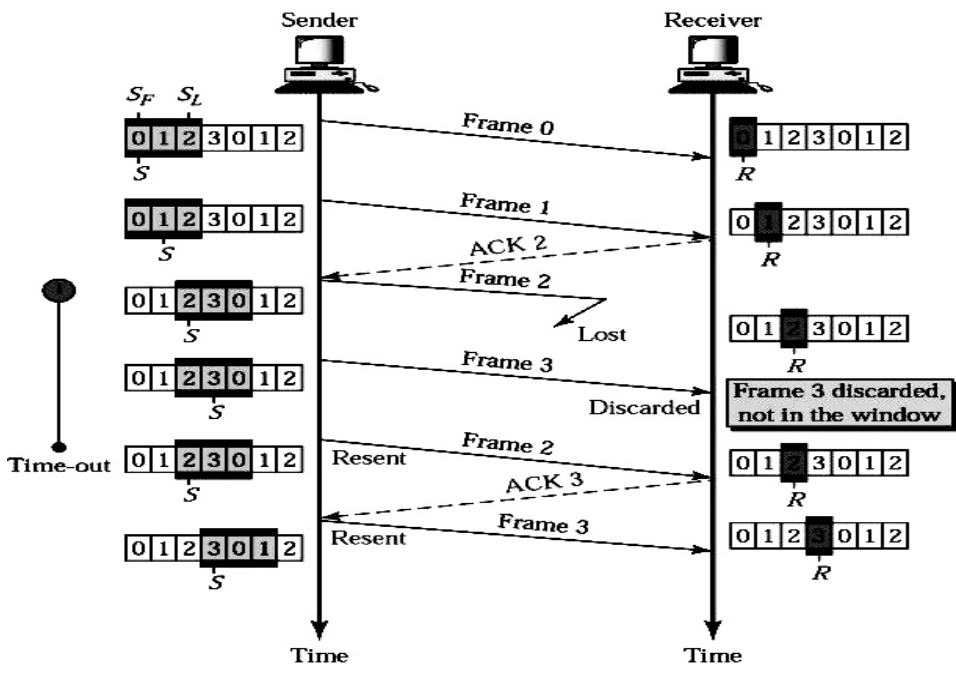 Sender
Receiver
S_F S_L
0 1 2 3 0 1 2
S
Frame 0
0 1 2 3 0 1 2
R
0 1 2 3 0 1 2
S
Frame 1
0 1 2 3 0 1 2
R
ACK 2
1
0 1 2 3 0 1 2
S
Frame 2
Lost
0 1 2 3 0 1 2
R
0 1 2 3 0 1 2
S
Frame 3
Discarded
Frame 3 discarded,
not in the window
Time-out
0 1 2 3 0 1 2
S
Resent
Frame 2
0 1 2 3 0 1 2
R
ACK 3
0 1 2 3 0 1 2
S
Resent
Frame 3
0 1 2 3 0 1 2
R
Time
Time